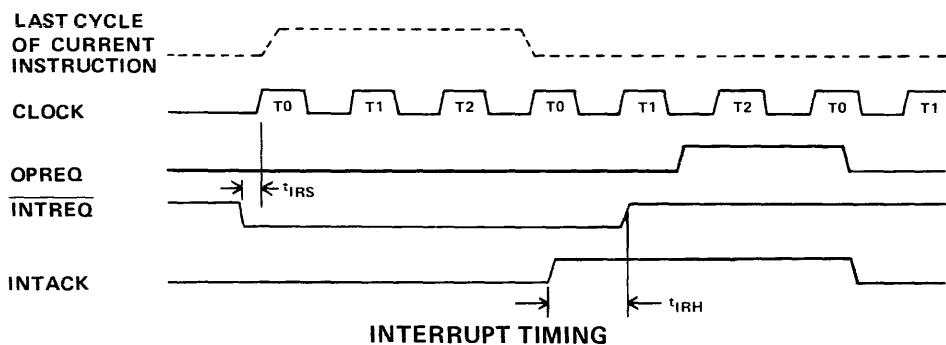 LAST CYCLE
OF CURRENT
INSTRUCTION
CLOCK
T0 T1 T2 T0 T1 T2 T0 T1
OPREQ
tIRS
INTREQ
INTACK
tIRH
INTERRUPT TIMING